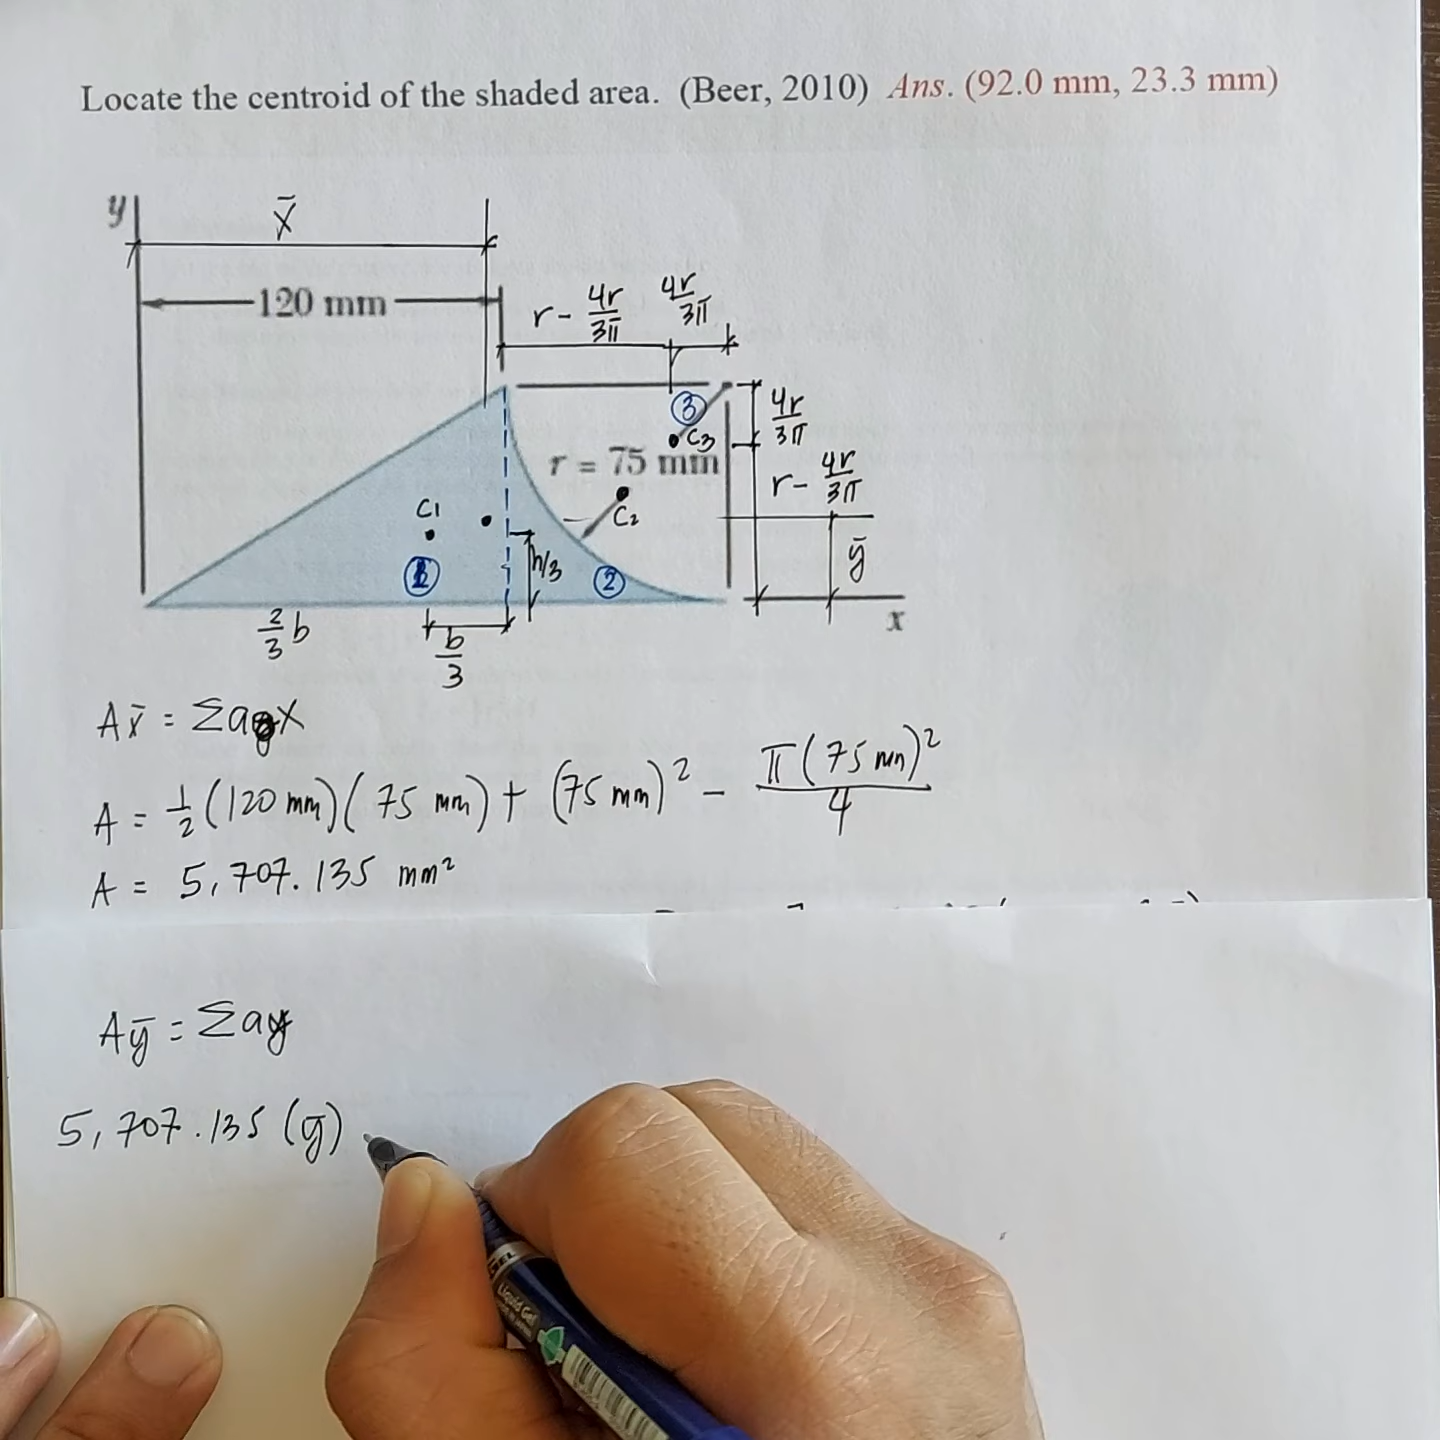 Locate the centroid of the shaded area. (Beer, 2010) Ans. (92.0 mm, 23.3 mm)
y
x̄
120 mm
r - 4r/3π
4r/3π
3
C3
4r/3π
r = 75 mm
r - 4r/3π
C1
C2
h/3
ȳ
1
2
2/3 b
b/3
x
Ax̄ = Σax
A = 1/2 (120 mm)(75 mm) + (75 mm)² - π(75 mm)²/4
A = 5,707.135 mm²
Aȳ = Σay
5,707.135 (ȳ)
Liquid Gel